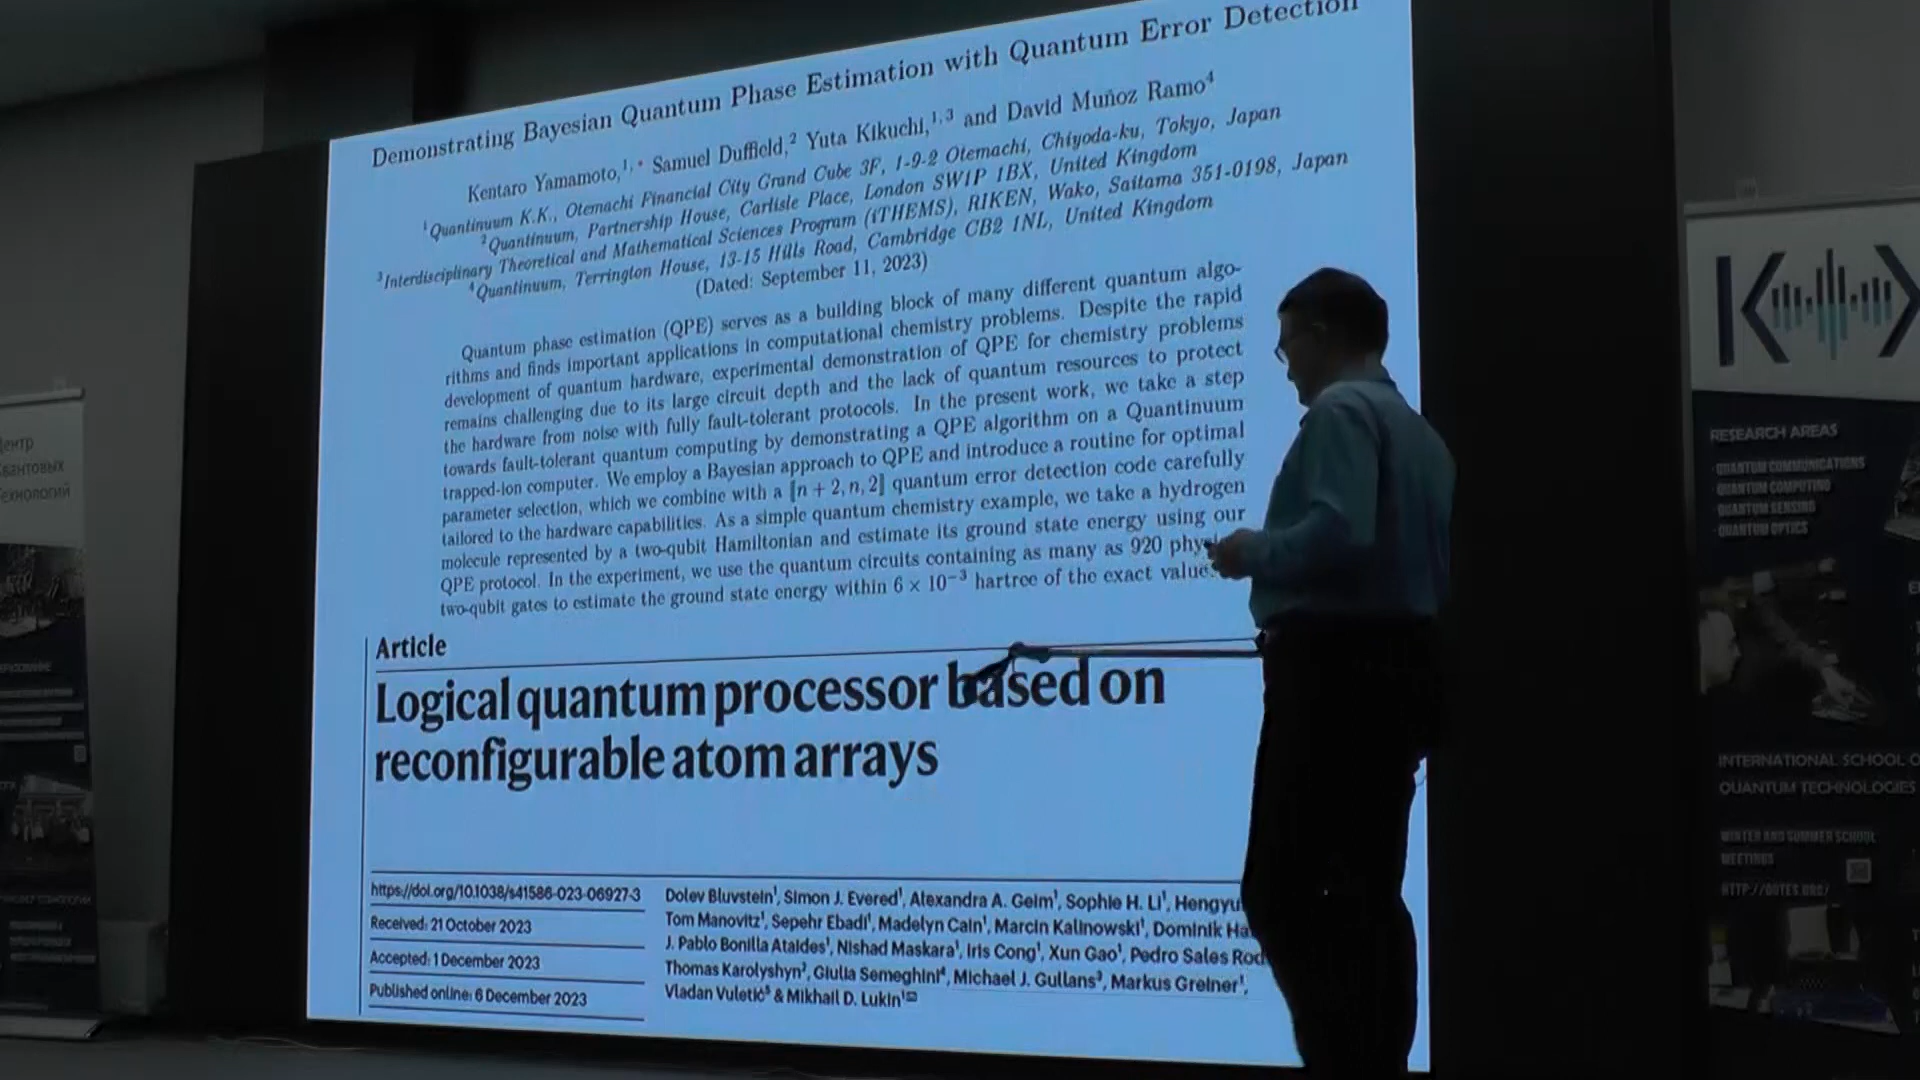 Demonstrating Bayesian Quantum Phase Estimation with Quantum Error Detection
Kentaro Yamamoto,¹,* Samuel Duffield,² Yuta Kikuchi,¹,³ and David Muñoz Ramo⁴
¹Quantinuum K.K., Otemachi Financial City Grand Cube 3F, 1-9-2 Otemachi, Chiyoda-ku, Tokyo, Japan
²Quantinuum, Partnership House, Carlisle Place, London SW1P 1BX, United Kingdom
³Interdisciplinary Theoretical and Mathematical Sciences Program (iTHEMS), RIKEN, Wako, Saitama 351-0198, Japan
⁴Quantinuum, Terrington House, 13-15 Hills Road, Cambridge CB2 1NL, United Kingdom
(Dated: September 11, 2023)
Quantum phase estimation (QPE) serves as a building block of many different quantum algo-
rithms and finds important applications in computational chemistry problems. Despite the rapid
development of quantum hardware, experimental demonstration of QPE for chemistry problems
remains challenging due to its large circuit depth and the lack of quantum resources to protect
the hardware from noise with fully fault-tolerant protocols. In the present work, we take a step
towards fault-tolerant quantum computing by demonstrating a QPE algorithm on a Quantinuum
trapped-ion computer. We employ a Bayesian approach to QPE and introduce a routine for optimal
parameter selection, which we combine with a ⟦n + 2, n, 2⟧ quantum error detection code carefully
tailored to the hardware capabilities. As a simple quantum chemistry example, we take a hydrogen
molecule represented by a two-qubit Hamiltonian and estimate its ground state energy using our
QPE protocol. In the experiment, we use the quantum circuits containing as many as 920
two-qubit gates to estimate the ground state energy within 6 × 10⁻³ hartree of the exact value
Article
Logical quantum processor based on
reconfigurable atom arrays
https://doi.org/10.1038/s41586-023-06927-3
Received: 21 October 2023
Accepted: 1 December 2023
Published online: 6 December 2023
Dolev Bluvstein¹, Simon J. Evered¹, Alexandra A. Geim¹, Sophie H. Li¹, Hengyu
Tom Manovitz¹, Sepehr Ebadi¹, Madelyn Cain¹, Marcin Kalinowski¹, Dominik Ha
J. Pablo Bonilla Ataides¹, Nishad Maskara¹, Iris Cong¹, Xun Gao¹, Pedro Sales Rod
Thomas Karolyshyn³, Giulia Semeghini⁴, Michael J. Gullans³, Markus Greiner¹,
Vladan Vuletić⁵ & Mikhail D. Lukin¹✉
RESEARCH AREAS
· QUANTUM COMMUNICATIONS
· QUANTUM COMPUTING
· QUANTUM SENSING
· QUANTUM OPTICS
INTERNATIONAL SCHOOL O
QUANTUM TECHNOLOGIES
WINTER AND SUMMER SCHOOL
MEETINGS